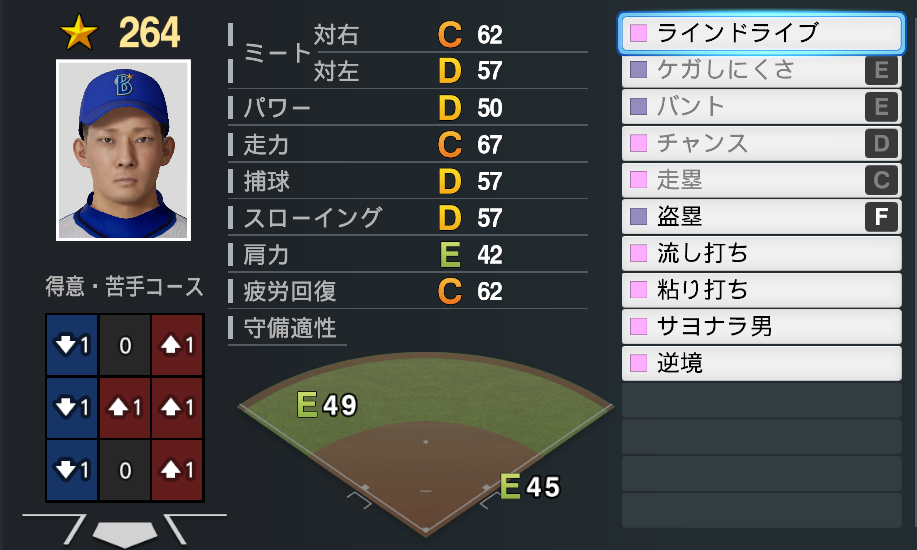 264
得意・苦手コース
1 0 1
1 1 1
1 0 1
ミート 対右 C 62
対左 D 57
パワー D 50
走力 C 67
捕球 D 57
スローイング D 57
肩力 E 42
疲労回復 C 62
守備適性
E 49
E 45
ラインドライブ
ケガしにくさ E
バント E
チャンス D
走塁 C
盗塁 F
流し打ち
粘り打ち
サヨナラ男
逆境
B